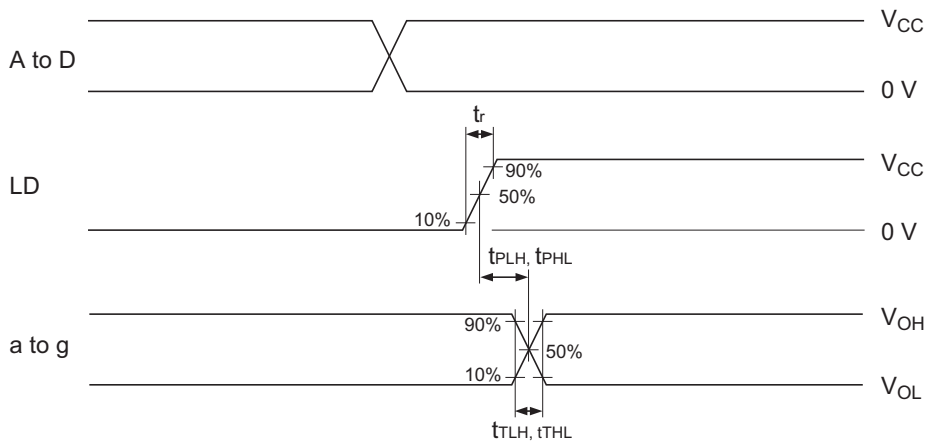 VCC
A to D
0 V
tr
VCC
90%
LD
50%
10%
0 V
tPLH, tPHL
VOH
90%
a to g
50%
10%
VOL
tTLH, tTHL